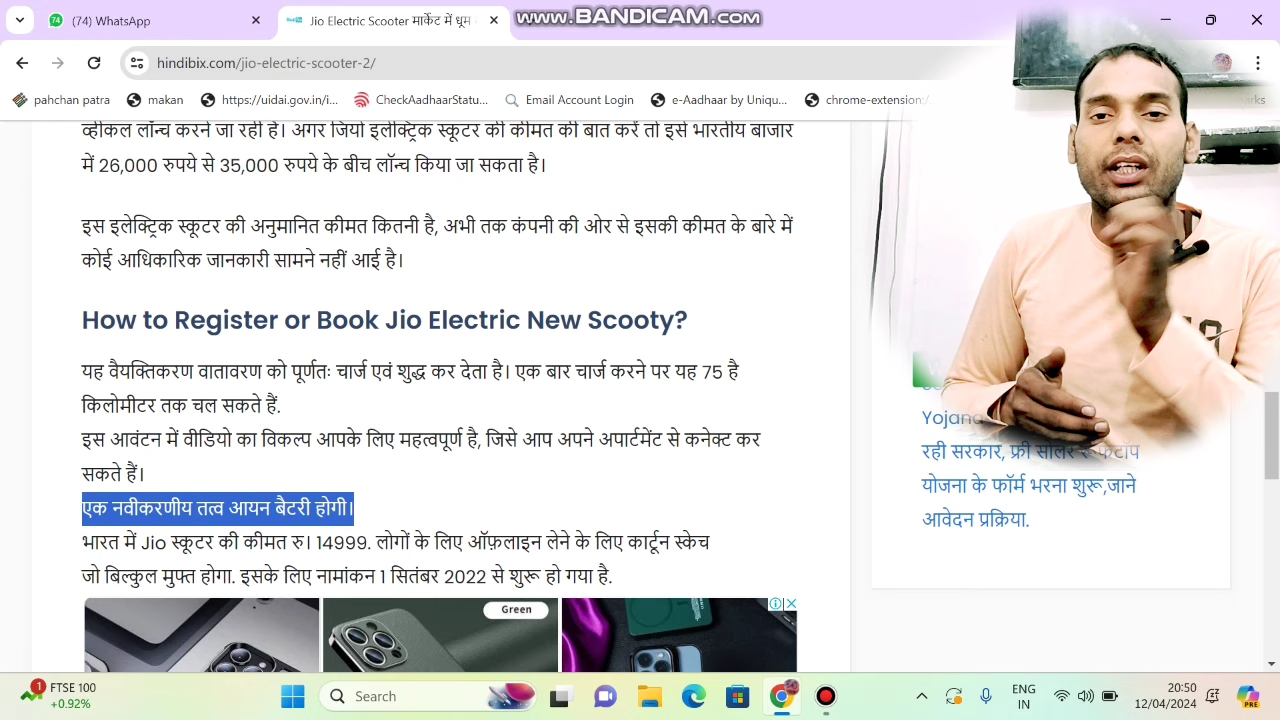 (74) WhatsApp
Jio Electric Scooter मार्केट में धूम
www.BANDICAM.com
hindibix.com/jio-electric-scooter-2/
pahchan patra
makan
https://uidai.gov.in/i...
CheckAadhaarStatu...
Email Account Login
e-Aadhaar by Uniqu...
chrome-extension:/
व्हीकल लॉन्च करने जा रही है। अगर जियो इलेक्ट्रिक स्कूटर की कीमत की बात करें तो इसे भारतीय बाजार
में 26,000 रुपये से 35,000 रुपये के बीच लॉन्च किया जा सकता है।
इस इलेक्ट्रिक स्कूटर की अनुमानित कीमत कितनी है, अभी तक कंपनी की ओर से इसकी कीमत के बारे में
कोई आधिकारिक जानकारी सामने नहीं आई है।
How to Register or Book Jio Electric New Scooty?
यह वैयक्तिकरण वातावरण को पूर्णतः चार्ज एवं शुद्ध कर देता है। एक बार चार्ज करने पर यह 75 है
किलोमीटर तक चल सकते हैं.
इस आवंटन में वीडियो का विकल्प आपके लिए महत्वपूर्ण है, जिसे आप अपने अपार्टमेंट से कनेक्ट कर
सकते हैं।
एक नवीकरणीय तत्व आयन बैटरी होगी।
भारत में Jio स्कूटर की कीमत रु। 14999. लोगों के लिए ऑफ़लाइन लेने के लिए कार्टून स्केच
जो बिल्कुल मुफ्त होगा. इसके लिए नामांकन 1 सितंबर 2022 से शुरू हो गया है.
Green
Yojana
रही सरकार, फ्री सोलर रूफटॉप
योजना के फॉर्म भरना शुरू,जाने
आवेदन प्रक्रिया.
FTSE 100
+0.92%
1
Search
ENG
IN
20:50
12/04/2024
PRE